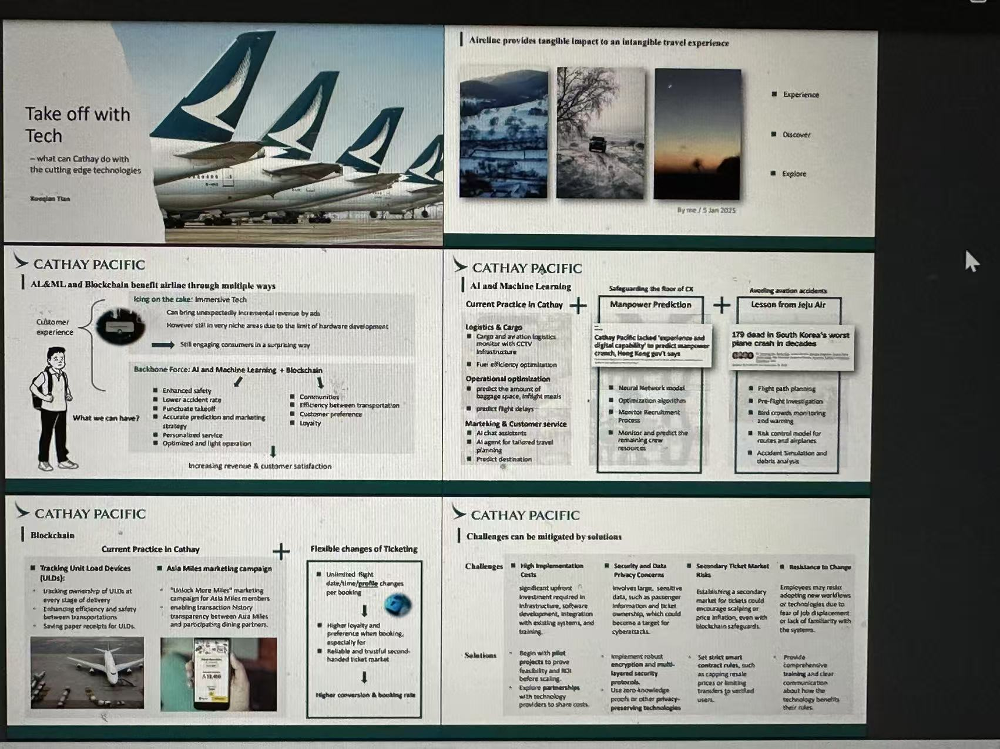 Take off with
Tech
– what can Cathay do with
the cutting edge technologies
Xueqian Tian
Aireline provides tangible impact to an intangible travel experience
Experience
Discover
Explore
By me / 5 Jan 2025
CATHAY PACIFIC
AL&ML and Blockchain benefit airline through multiple ways
Icing on the cake: Immersive Tech
Can bring unexpectedly incremental revenue by ads
However still in very niche areas due to the limit of hardware development
Still engaging consumers in a surprising way
Customer
experience
Backbone Force: AI and Machine Learning + Blockchain
Enhanced safety
Lower accident rate
Punctuate takeoff
Accurate prediction and marketing
strategy
Personalized service
Optimized and light operation
Communities
Efficiency between transportation
Customer preference
Loyalty
What we can have?
Increasing revenue & customer satisfaction
CATHAY PACIFIC
AI and Machine Learning
Current Practice in Cathay
Logistics & Cargo
Cargo and aviation logistics
monitor with CCTV
Infrastructure
Fuel efficiency optimization
Operational optimization
predict the amount of
baggage space, inflight meals
predict flight delays
Marteking & Customer service
AI chat assistants
AI agent for tailored travel
planning
Predict destination
+
Safeguarding the floor of CX
Manpower Prediction
Cathay Pacific lacked 'experience and
digital capability' to predict manpower
crunch, Hong Kong gov't says
Neural Network model
Optimization algorithm
Monitor Recruitment
Process
Monitor and predict the
remaining crew
resources
+
Avoding avation accidents
Lesson from Jeju Air
179 dead in South Korea's worst
plane crash in decades
Flight path planning
Pre-flight Investigation
Bird crowds monitoring
and warning
Risk control model for
routes and airplanes
Accident Simulation and
debris analysis
CATHAY PACIFIC
Blockchain
Current Practice in Cathay
Tracking Unit Load Devices
(ULDs):
tracking ownership of ULDs at
every stage of delivery
Enhancing efficiency and safety
between transportations
Saving paper receipts for ULDs.
Asia Miles marketing campaign
"Unlock More Miles" marketing
campaign for Asia Miles members
enabling transaction history
transparency between Asia Miles
and participating dining partners.
+
Flexible changes of Ticketing
Unlimited flight
date/time/profile changes
per booking
Higher loyalty and
preference when booking,
especially for
Reliable and trustful second-
handed ticket market
Higher conversion & booking rate
CATHAY PACIFIC
Challenges can be mitigated by solutions
Challenges
High Implementation
Costs
significant upfront
investment required in
infrastructure, software
development, integration
with existing systems, and
training.
Security and Data
Privacy Concerns
involves large, sensitive
data, such as passenger
information and ticket
ownership, which could
become a target for
cyberattacks.
Secondary Ticket Market
Risks
Establishing a secondary
market for tickets could
encourage scalping or
price inflation, even with
blockchain safeguards.
Resistance to Change
Employees may resist
adopting new workflows
or technologies due to
fear of job displacement
or lack of familiarity with
the systems.
Solutions
Begin with pilot
projects to prove
feasibility and ROI
before scaling.
Explore partnerships
with technology
providers to share costs.
Implement robust
encryption and multi-
layered security
protocols.
Use zero-knowledge
proofs or other privacy-
preserving technologies
Set strict smart
contract rules, such
as capping resale
prices or limiting
transfers to verified
users.
Provide
comprehensive
training and clear
communication
about how the
technology benefits
their rules.